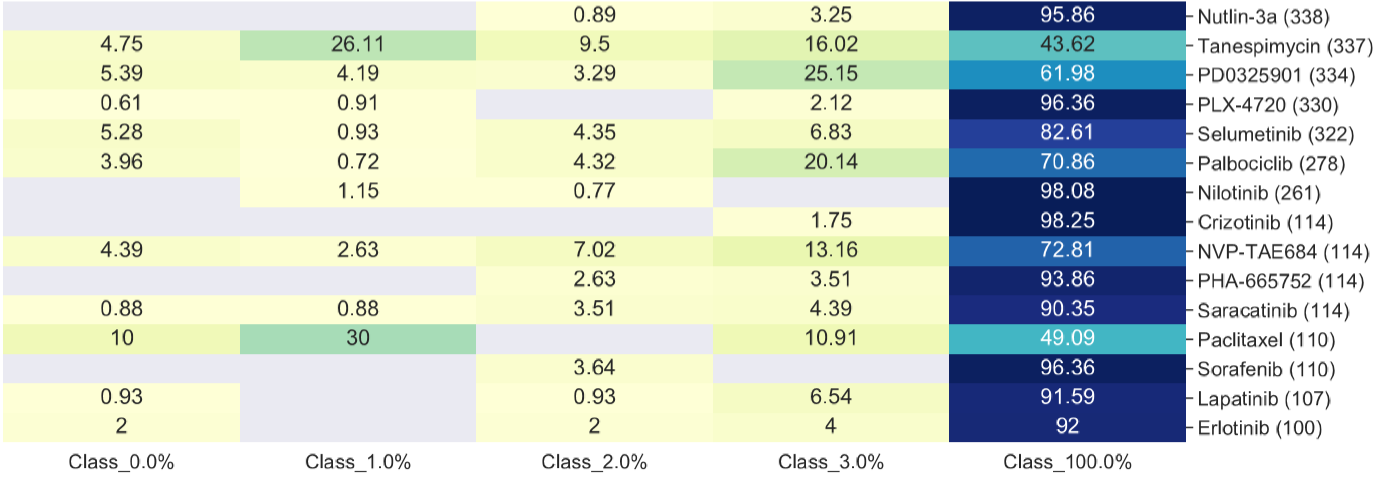 0.89 3.25 95.86 Nutlin-3a (338)
4.75 26.11 9.5 16.02 43.62 Tanespimycin (337)
5.39 4.19 3.29 25.15 61.98 PD0325901 (334)
0.61 0.91 2.12 96.36 PLX-4720 (330)
5.28 0.93 4.35 6.83 82.61 Selumetinib (322)
3.96 0.72 4.32 20.14 70.86 Palbociclib (278)
1.15 0.77 98.08 Nilotinib (261)
1.75 98.25 Crizotinib (114)
4.39 2.63 7.02 13.16 72.81 NVP-TAE684 (114)
2.63 3.51 93.86 PHA-665752 (114)
0.88 0.88 3.51 4.39 90.35 Saracatinib (114)
10 30 10.91 49.09 Paclitaxel (110)
3.64 96.36 Sorafenib (110)
0.93 0.93 6.54 91.59 Lapatinib (107)
2 2 4 92 Erlotinib (100)
Class_0.0% Class_1.0% Class_2.0% Class_3.0% Class_100.0%